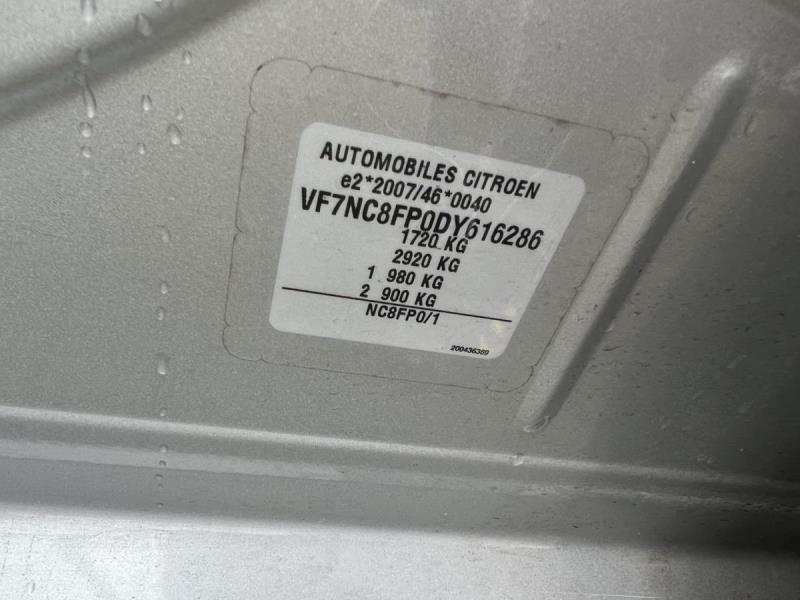 AUTOMOBILES CITROEN
e2*2007/46*0040
VF7NC8FP0DY616286
1720 KG
2920 KG
1 980 KG
2 900 KG
NC8FP0/1
200436369